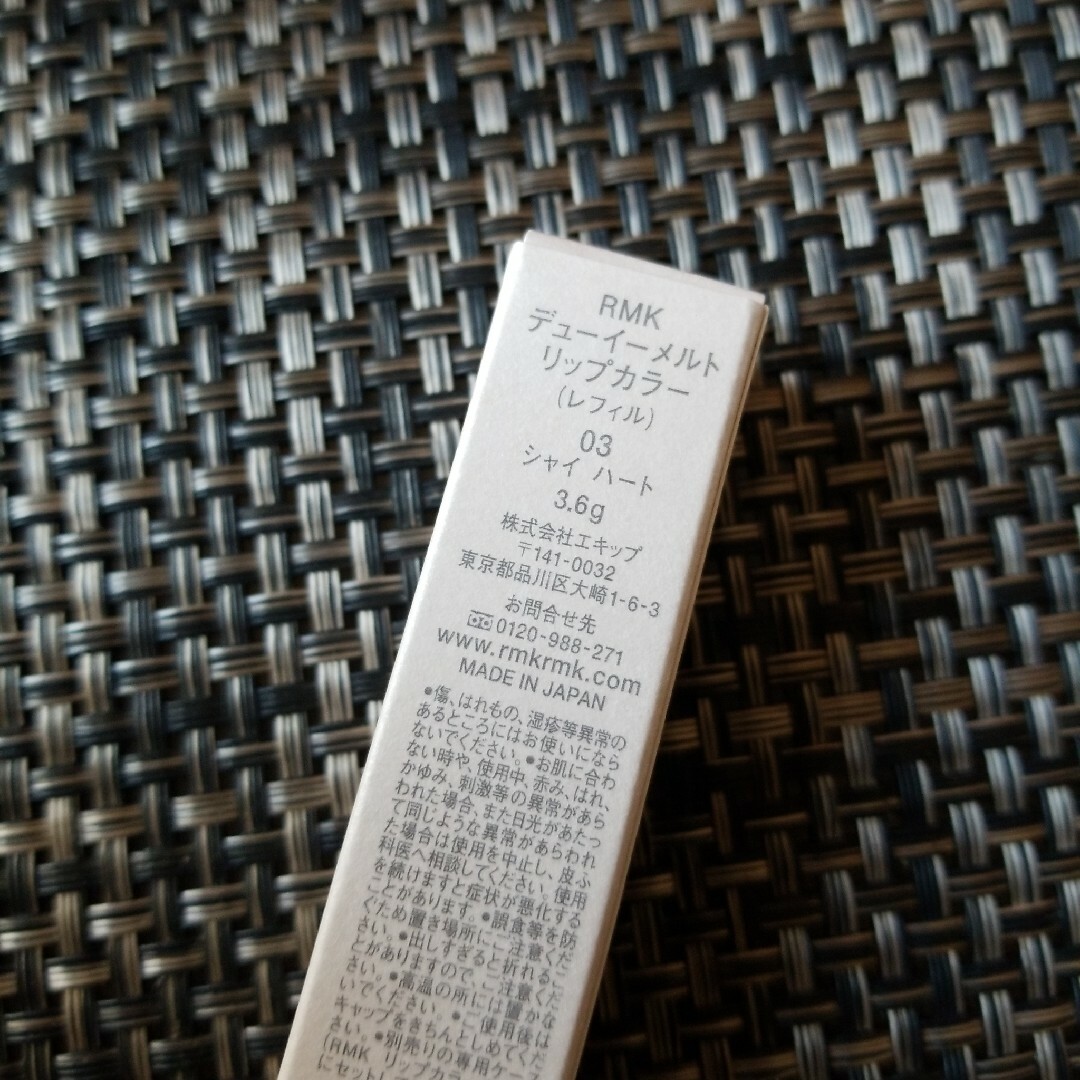 RMK
デューイーメルト
リップカラー
(レフィル)
03
シャイ ハート
3.6g
株式会社エキップ
〒141-0032
東京都品川区大崎1-6-3
お問合せ先
0120-988-271
www.rmkrmk.com
MADE IN JAPAN
●傷、はれもの、湿疹等異常の
あるところにはお使いになら
ないでください。●お肌に合わ
ない時や、使用中、赤み、はれ、
かゆみ、刺激等の異常があら
われた場合、また日光があたっ
て同じような異常があらわれ
た場合は使用を中止し、皮ふ
科医へ相談してください。使用
を続けますと症状が悪化する
ことがあります。●誤食等を防
ぐため置き場所にご注意くだ
さい。●出しすぎると折れるこ
とがありますので、ご注意くだ
さい。●高温の所には置かな
いでください。●ご使用後は
キャップをきちんとしめてくだ
さい。●別売りの専用ケース
(RMK リップカラ
にセットして